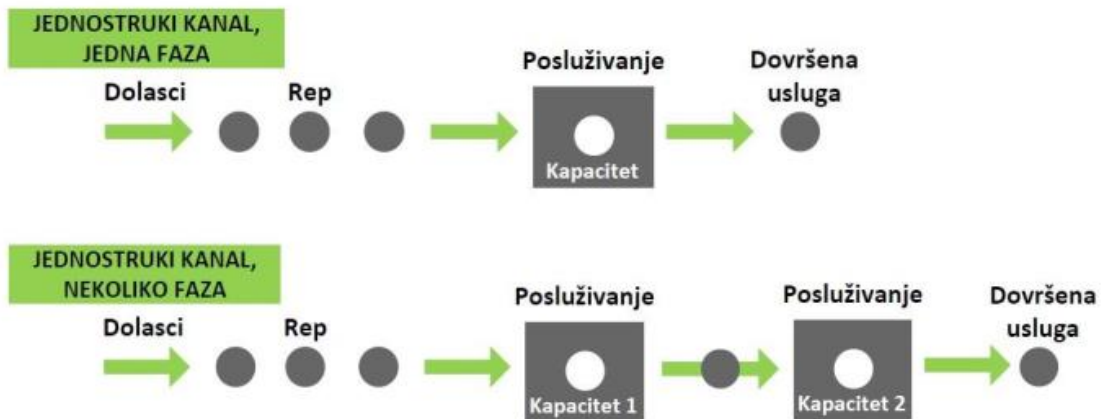 JEDNOSTRUKI KANAL,
JEDNA FAZA
Dolasci
Rep
Posluživanje
Dovršena
usluga
Kapacitet
JEDNOSTRUKI KANAL,
NEKOLIKO FAZA
Dolasci
Rep
Posluživanje
Posluživanje
Dovršena
usluga
Kapacitet 1
Kapacitet 2